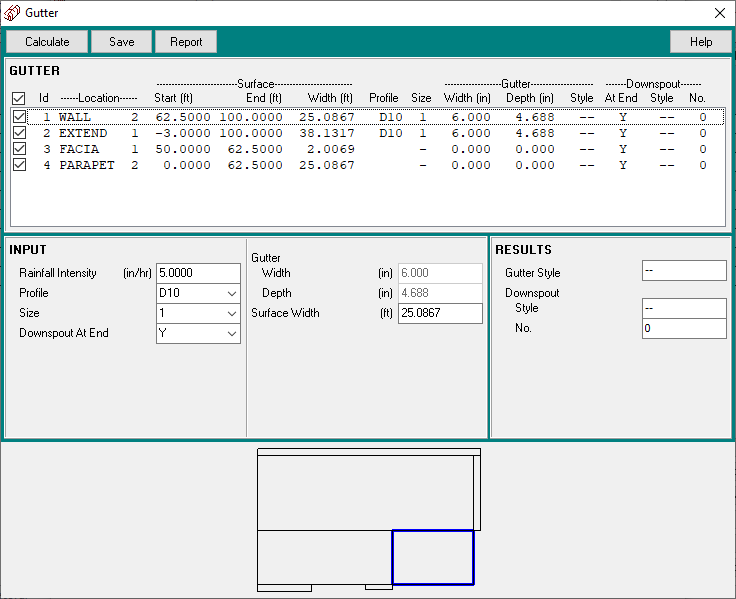 Gutter
Calculate Save Report Help
GUTTER
-----------------------Surface----------------------- -----------------Gutter----------------- ------Downspout------
Id -----Location----- Start (ft) End (ft) Width (ft) Profile Size Width (in) Depth (in) Style At End Style No.
1 WALL 2 62.5000 100.0000 25.0867 D10 1 6.000 4.688 -- Y -- 0
2 EXTEND 1 -3.0000 100.0000 38.1317 D10 1 6.000 4.688 -- Y -- 0
3 FACIA 1 50.0000 62.5000 2.0069 - 0.000 0.000 -- Y -- 0
4 PARAPET 2 0.0000 62.5000 25.0867 - 0.000 0.000 -- Y -- 0
INPUT
Rainfall Intensity (in/hr) 5.0000
Profile D10
Size 1
Downspout At End Y
Gutter
Width (in) 6.000
Depth (in) 4.688
Surface Width (ft) 25.0867
RESULTS
Gutter Style --
Downspout
Style --
No. 0